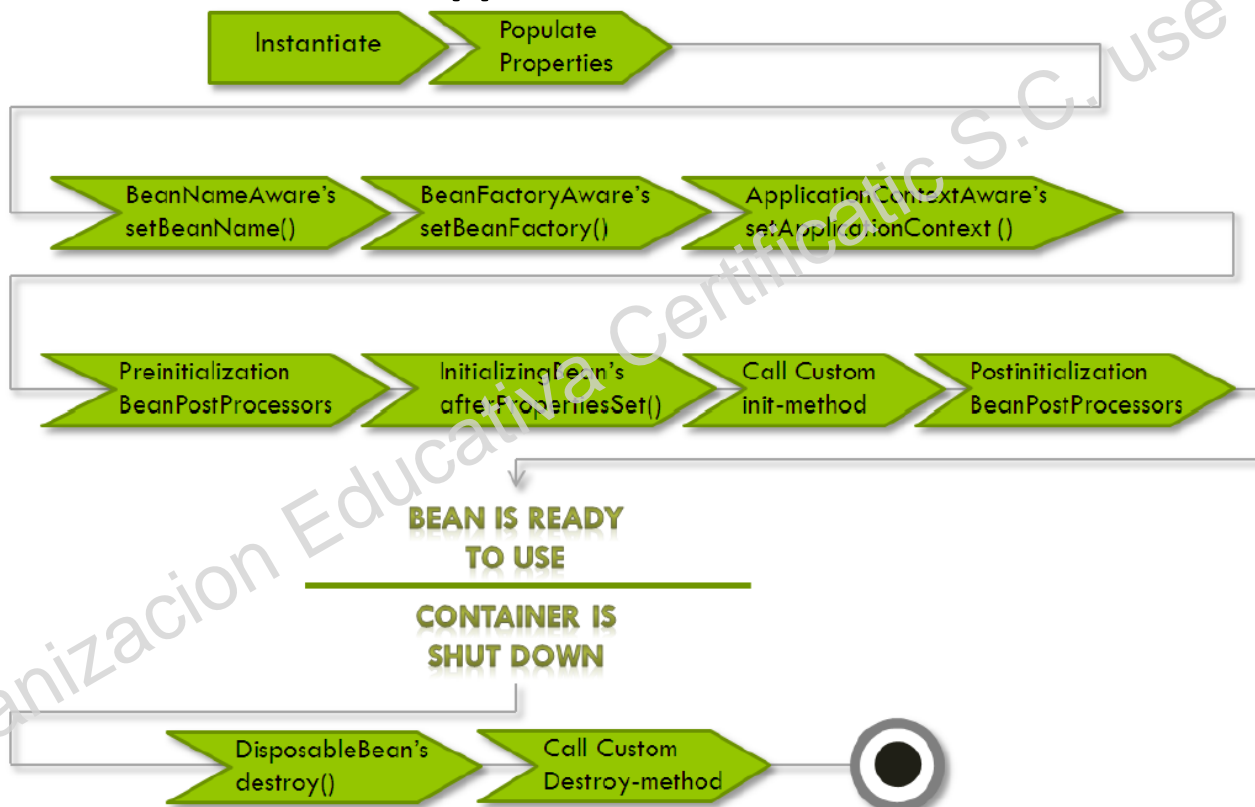 Instantiate
Populate
Properties
BeanNameAware's
setBeanName()
BeanFactoryAware's
setBeanFactory()
ApplicationContextAware's
setApplicationContext ()
Preinitialization
BeanPostProcessors
InitializingBean's
afterPropertiesSet()
Call Custom
init-method
Postinitialization
BeanPostProcessors
BEAN IS READY
TO USE
CONTAINER IS
SHUT DOWN
DisposableBean's
destroy()
Call Custom
Destroy-method
anizacion Educativa Certificatic S.C. use